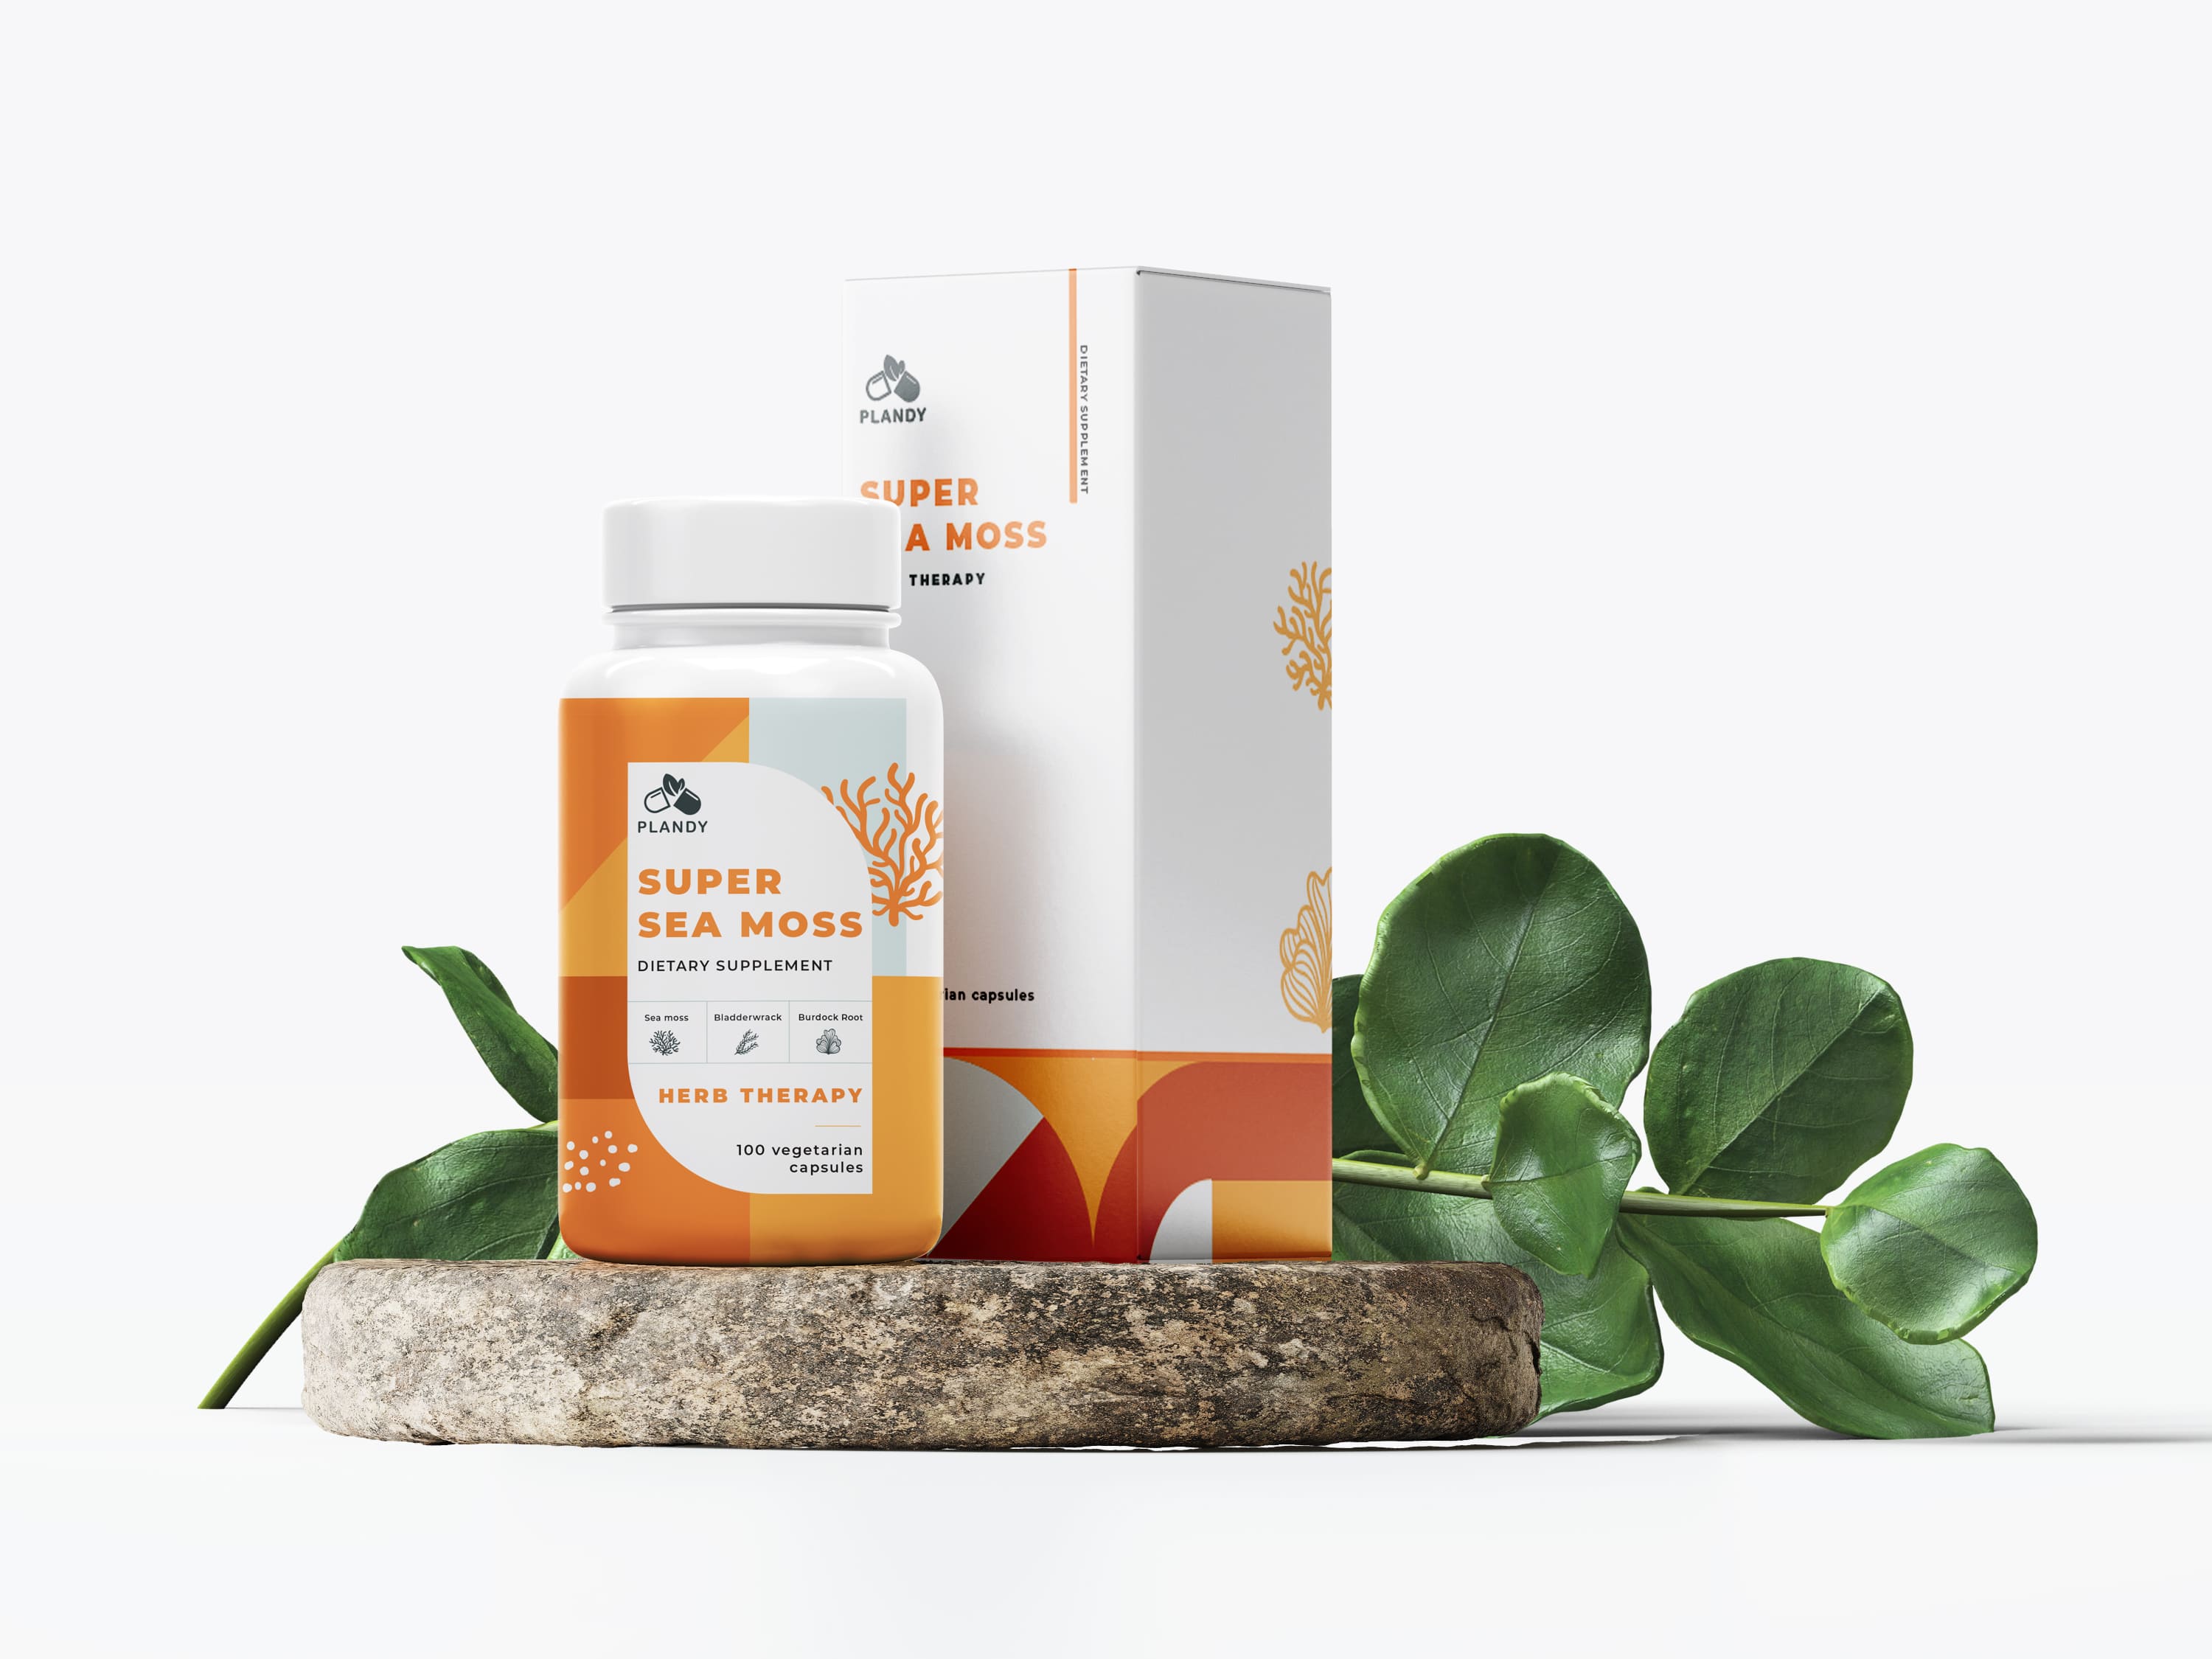 PLANDY
SUPER
SEA MOSS
DIETARY SUPPLEMENT
Sea moss
Bladderwrack
Burdock Root
HERB THERAPY
100 vegetarian
capsules
PLANDY
SUPER
A MOSS
THERAPY
ian capsules
DIETARY SUPPLEMENT